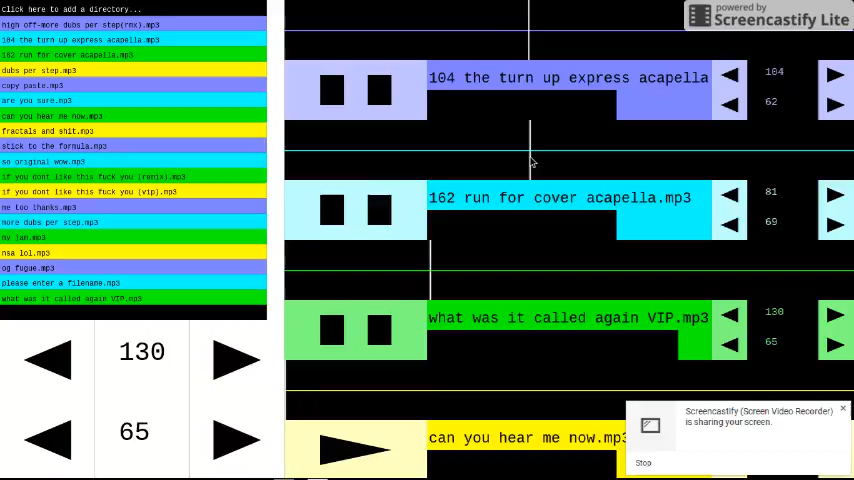 Click here to add a directory...
high off-more dubs per step(rmx).mp3
104 the turn up express acapella.mp3
162 run for cover acapella.mp3
dubs per step.mp3
copy paste.mp3
are you sure.mp3
can you hear me now.mp3
fractals and shit.mp3
stick to the formula.mp3
so original wow.mp3
if you dont like this fuck you (remix).mp3
if you dont like this fuck you (vip).mp3
me too thanks.mp3
more dubs per step.mp3
my jam.mp3
nsa lol.mp3
og fugue.mp3
please enter a filename.mp3
what was it called again VIP.mp3
130
65
powered by
Screencastify Lite
104 the turn up express acapella
104
62
162 run for cover acapella.mp3
81
69
what was it called again VIP.mp3
130
65
can you hear me now.mp3
Screencastify (Screen Video Recorder)
is sharing your screen.
Stop